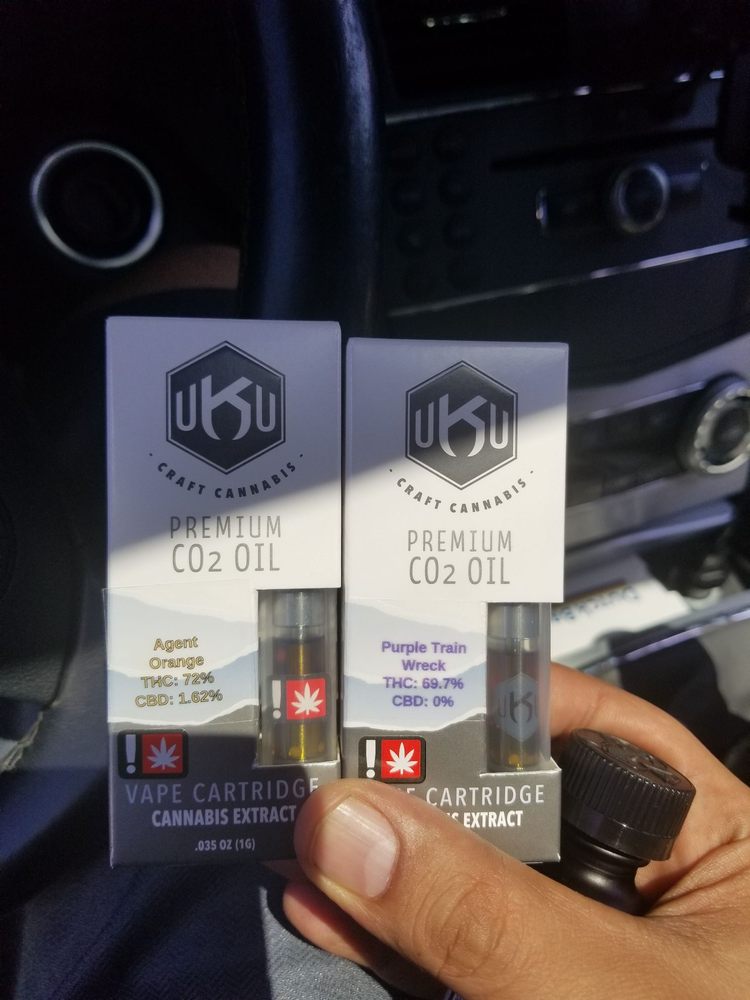 UKU
· CRAFT CANNABIS ·
PREMIUM
CO2 OIL
Agent
Orange
THC: 72%
CBD: 1.62%
!
!
VAPE CARTRIDGE
CANNABIS EXTRACT
.035 OZ (1G)
UKU
· CRAFT CANNABIS ·
PREMIUM
CO2 OIL
Purple Train
Wreck
THC: 69.7%
CBD: 0%
UKU
!
CARTRIDGE
EXTRACT